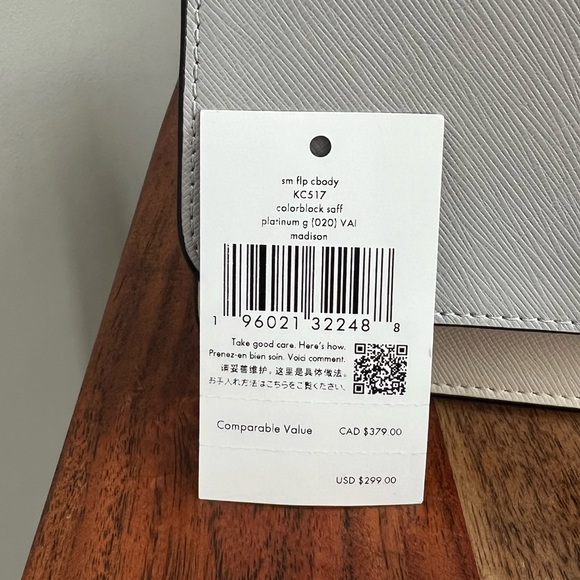 sm flp cbody
KC517
colorblock saff
platinum g (020) VAI
madison
1 96021 32248 8
Take good care. Here's how.
Prenez-en bien soin. Voici comment.
请妥善维护。这里是具体做法。
お手入れ方法はこちらをご覧ください。
Comparable Value CAD $379.00
USD $299.00